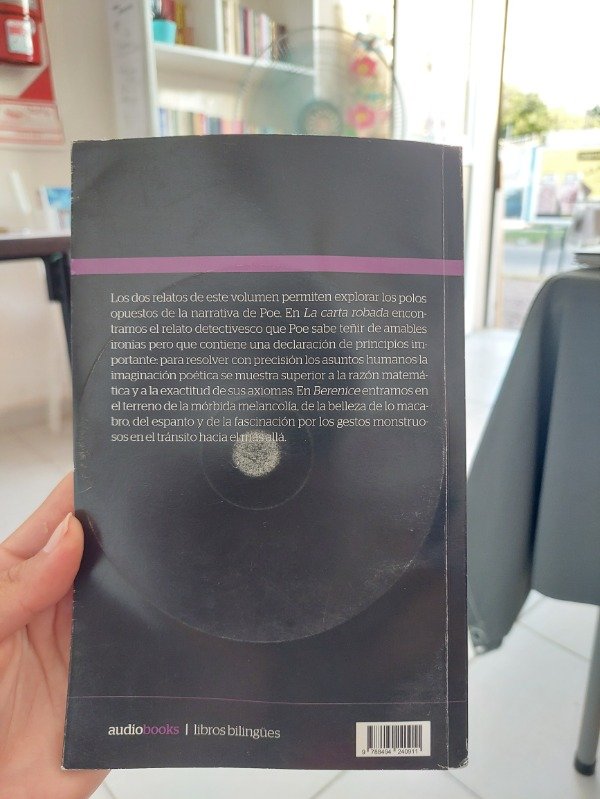 Los dos relatos de este volumen permiten explorar los polos
opuestos de la narrativa de Poe. En La carta robada encon-
tramos el relato detectivesco que Poe sabe teñir de amables
ironías pero que contiene una declaración de principios im-
portante: para resolver con precisión los asuntos humanos la
imaginación poética se muestra superior a la razón matemá-
tica y a la exactitud de sus axiomas. En Berenice entramos en
el terreno de la mórbida melancolía, de la belleza de lo maca-
bro, del espanto y de la fascinación por los gestos monstruo-
sos en el tránsito hacia el más allá.
audiobooks | libros bilingües
9 788484 240911